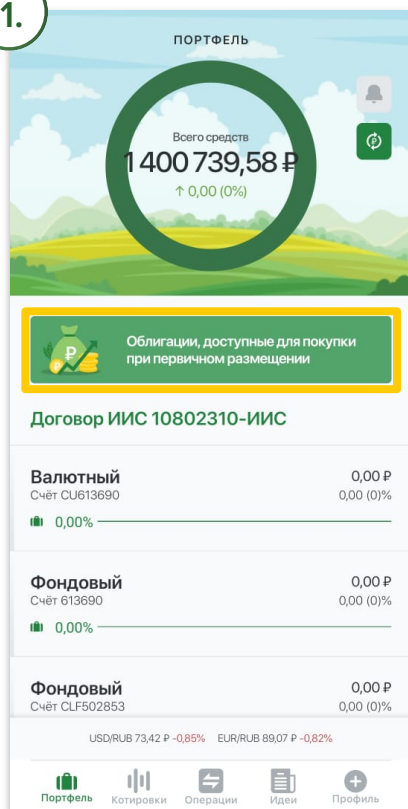 1.
ПОРТФЕЛЬ
Всего средств
1 400 739,58 ₽
↑ 0,00 (0%)
Облигации, доступные для покупки
при первичном размещении
Договор ИИС 10802310-ИИС
Валютный 0,00 ₽
Счёт CU613690 0,00 (0)%
0,00%
Фондовый 0,00 ₽
Счёт 613690 0,00 (0)%
0,00%
Фондовый 0,00 ₽
Счёт CLF502853 0,00 (0)%
USD/RUB 73,42 ₽ -0,85% EUR/RUB 89,07 ₽ -0,82%
Портфель Котировки Операции Идеи Профиль